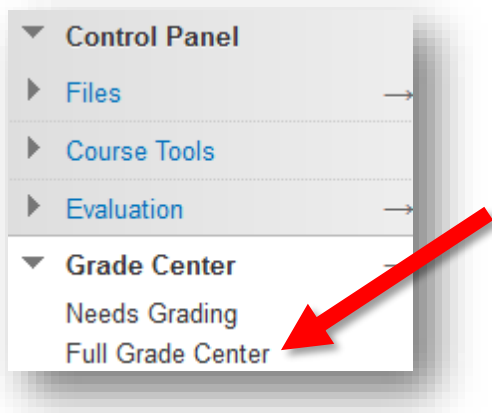 Control Panel
Files
Course Tools
Evaluation
Grade Center
Needs Grading
Full Grade Center